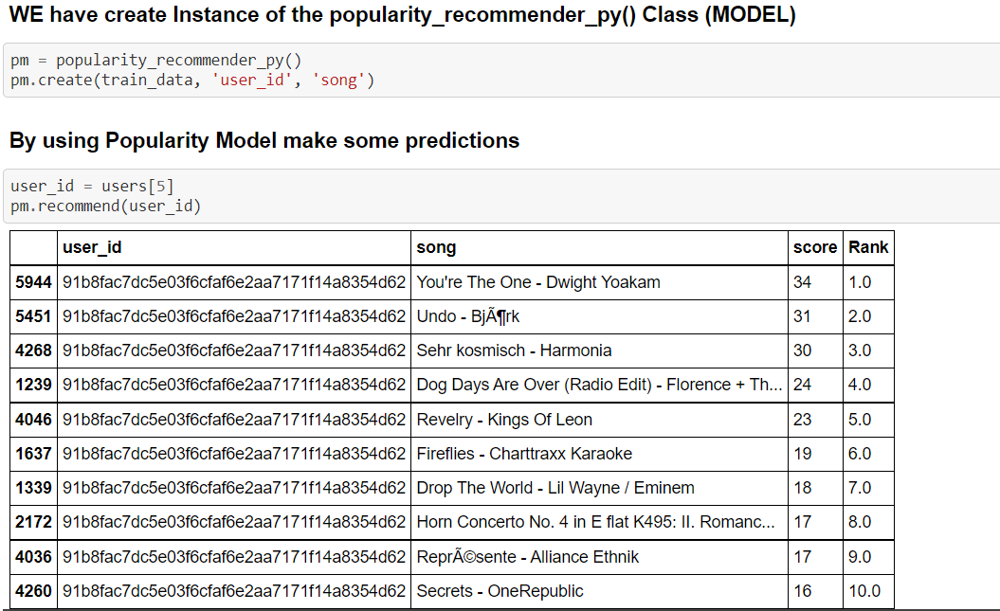 WE have create Instance of the popularity_recommender_py() Class (MODEL)
pm = popularity_recommender_py()
pm.create(train_data, 'user_id', 'song')
By using Popularity Model make some predictions
user_id = users[5]
pm.recommend(user_id)
user_id song score Rank
5944 91b8fac7dc5e03f6cfaf6e2aa7171f14a8354d62 You're The One - Dwight Yoakam 34 1.0
5451 91b8fac7dc5e03f6cfaf6e2aa7171f14a8354d62 Undo - BjÃ¶rk 31 2.0
4268 91b8fac7dc5e03f6cfaf6e2aa7171f14a8354d62 Sehr kosmisch - Harmonia 30 3.0
1239 91b8fac7dc5e03f6cfaf6e2aa7171f14a8354d62 Dog Days Are Over (Radio Edit) - Florence + Th... 24 4.0
4046 91b8fac7dc5e03f6cfaf6e2aa7171f14a8354d62 Revelry - Kings Of Leon 23 5.0
1637 91b8fac7dc5e03f6cfaf6e2aa7171f14a8354d62 Fireflies - Charttraxx Karaoke 19 6.0
1339 91b8fac7dc5e03f6cfaf6e2aa7171f14a8354d62 Drop The World - Lil Wayne / Eminem 18 7.0
2172 91b8fac7dc5e03f6cfaf6e2aa7171f14a8354d62 Horn Concerto No. 4 in E flat K495: II. Romanc... 17 8.0
4036 91b8fac7dc5e03f6cfaf6e2aa7171f14a8354d62 ReprÃ©sente - Alliance Ethnik 17 9.0
4260 91b8fac7dc5e03f6cfaf6e2aa7171f14a8354d62 Secrets - OneRepublic 16 10.0